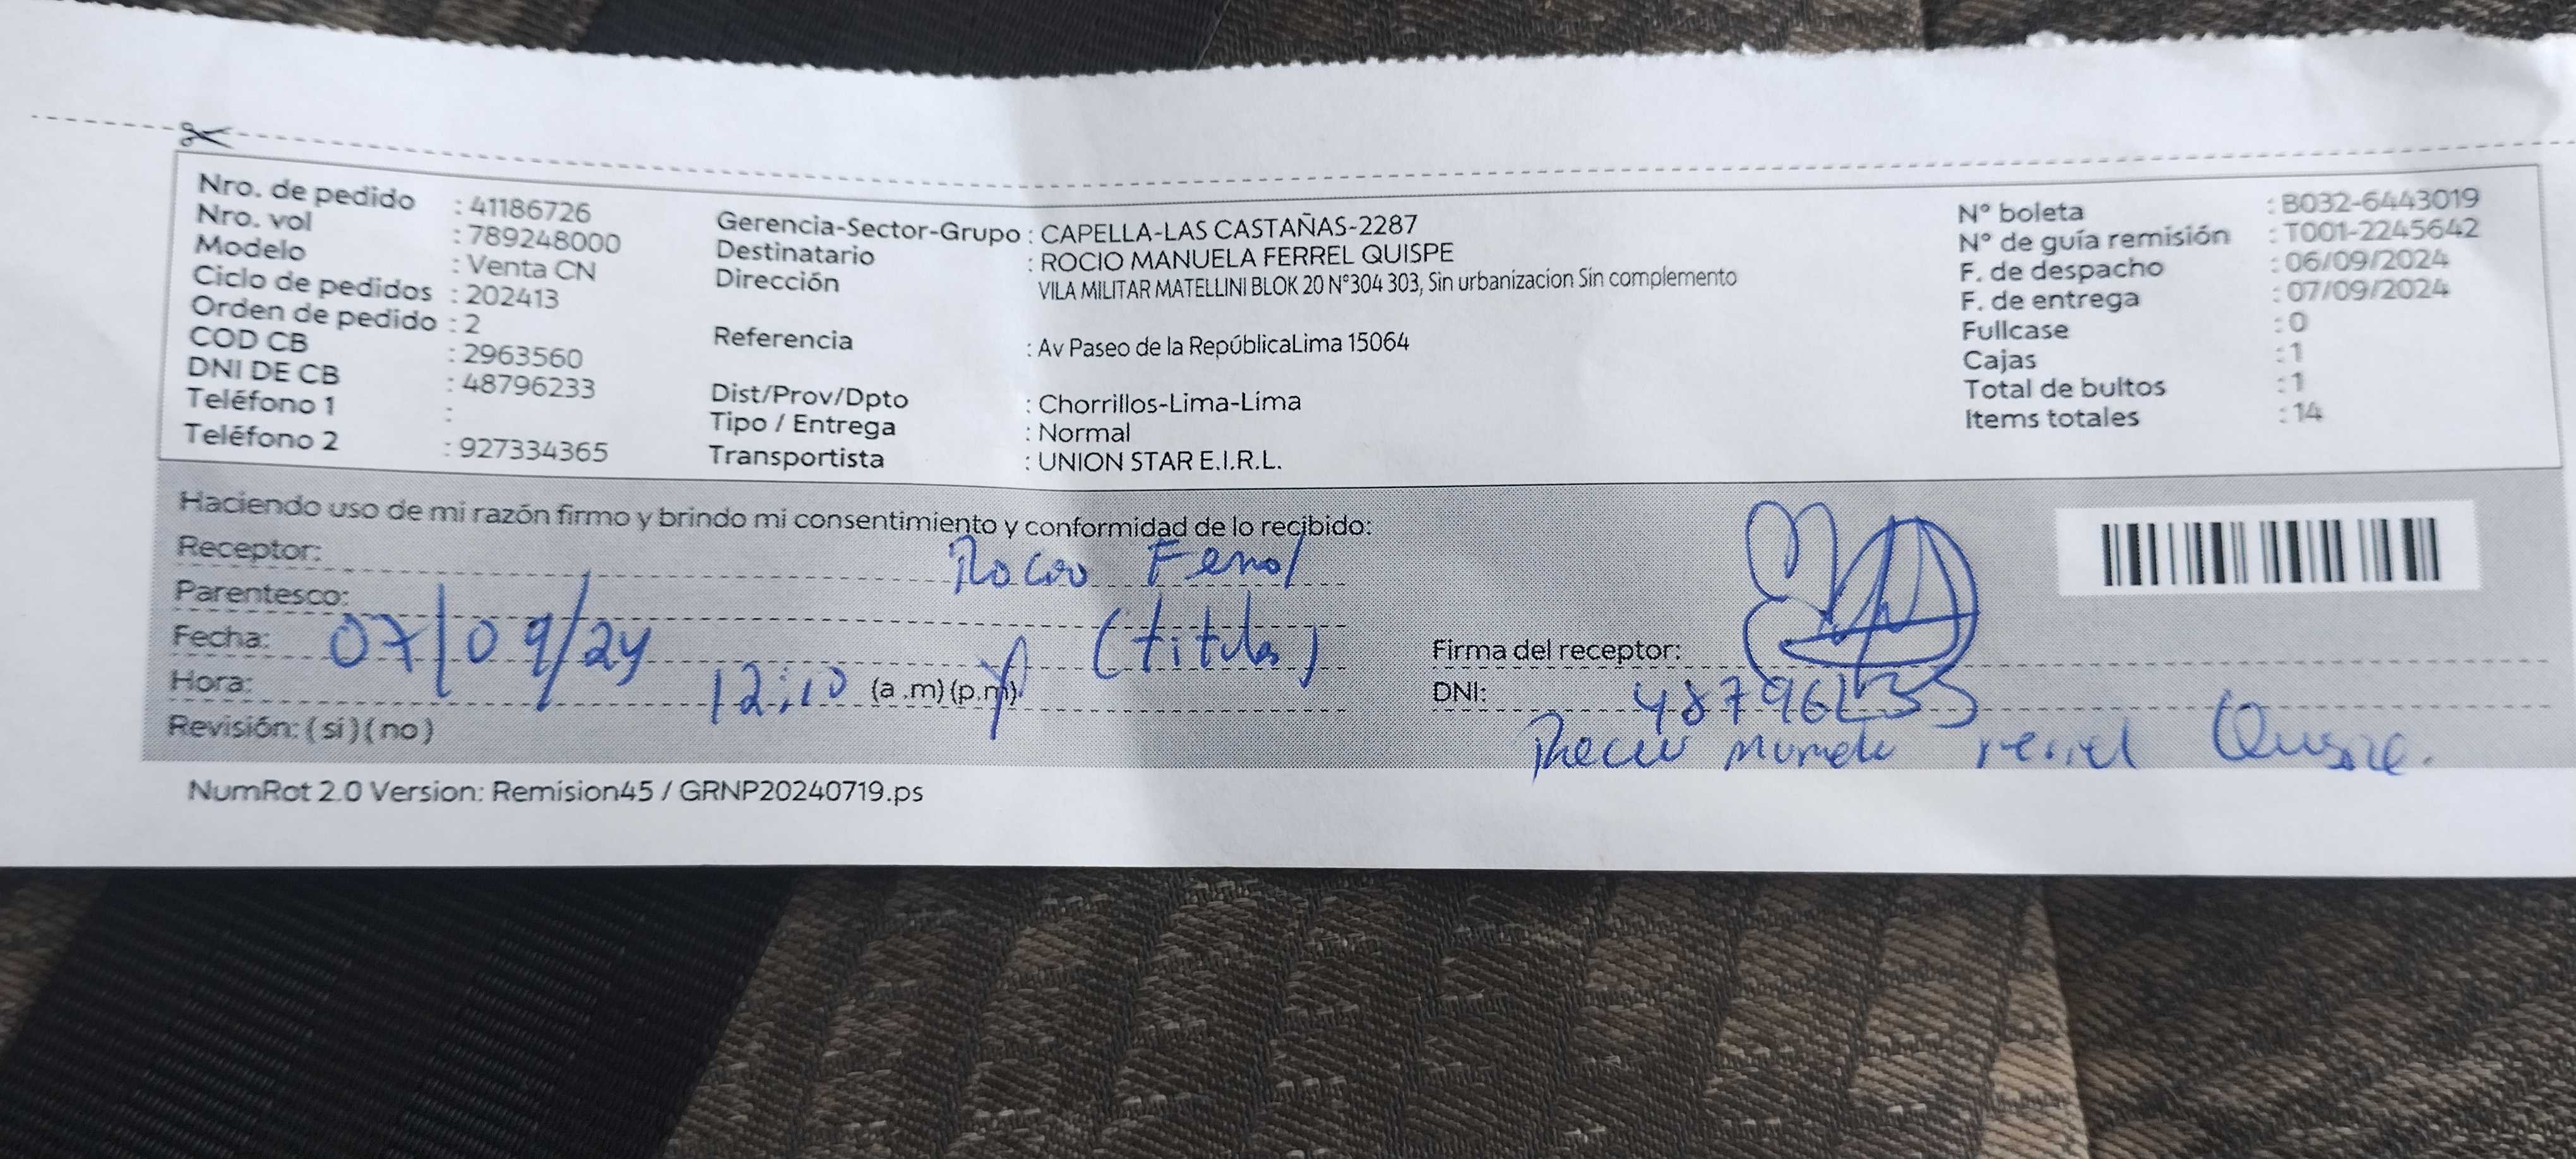 Nro. de pedido : 41186726
Nro. vol : 789248000
Modelo : Venta CN
Ciclo de pedidos : 202413
Orden de pedido : 2
COD CB : 2963560
DNI DE CB : 48796233
Teléfono 1 :
Teléfono 2 : 927334365
Gerencia-Sector-Grupo : CAPELLA-LAS CASTAÑAS-2287
Destinatario : ROCIO MANUELA FERREL QUISPE
Dirección VILA MILITAR MATELLINI BLOK 20 N°304 303, Sin urbanizacion Sin complemento
Referencia : Av Paseo de la RepúblicaLima 15064
Dist/Prov/Dpto : Chorrillos-Lima-Lima
Tipo / Entrega : Normal
Transportista : UNION STAR E.I.R.L.
N° boleta : B032-6443019
N° de guía remisión : T001-2245642
F. de despacho : 06/09/2024
F. de entrega : 07/09/2024
Fullcase : 0
Cajas : 1
Total de bultos : 1
Items totales : 14
Haciendo uso de mi razón firmo y brindo mi consentimiento y conformidad de lo recibido:
Receptor: Rocio Ferrel
Parentesco: (titular)
Fecha: 07/09/24
Hora: 12:10 (a .m) (p.m)
Revisión: ( si ) ( no )
Firma del receptor:
DNI: 48796233
Quispe.
NumRot 2.0 Version: Remision45 / GRNP20240719.ps